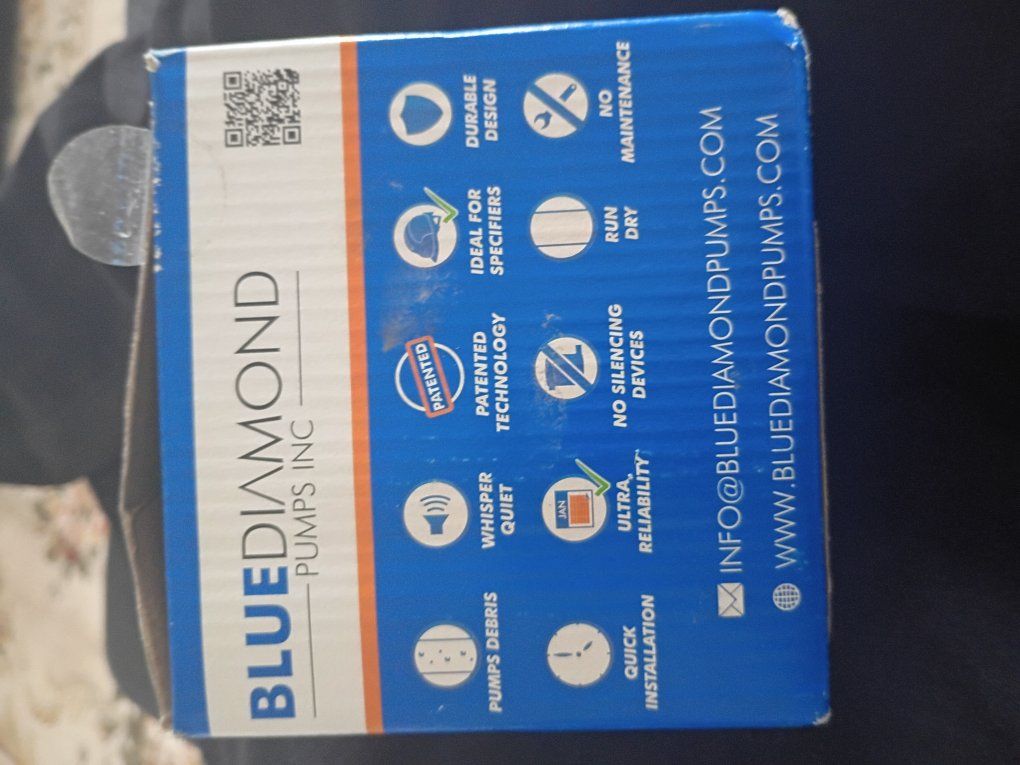 BLUEDIAMOND
PUMPS INC
PUMPS DEBRIS
WHISPER
QUIET
PATENTED
PATENTED
TECHNOLOGY
IDEAL FOR
SPECIFIERS
DURABLE
DESIGN
QUICK
INSTALLATION
JAN
ULTRA
RELIABILITY*
NO SILENCING
DEVICES
RUN
DRY
NO
MAINTENANCE
INFO@BLUEDIAMONDPUMPS.COM
WWW.BLUEDIAMONDPUMPS.COM